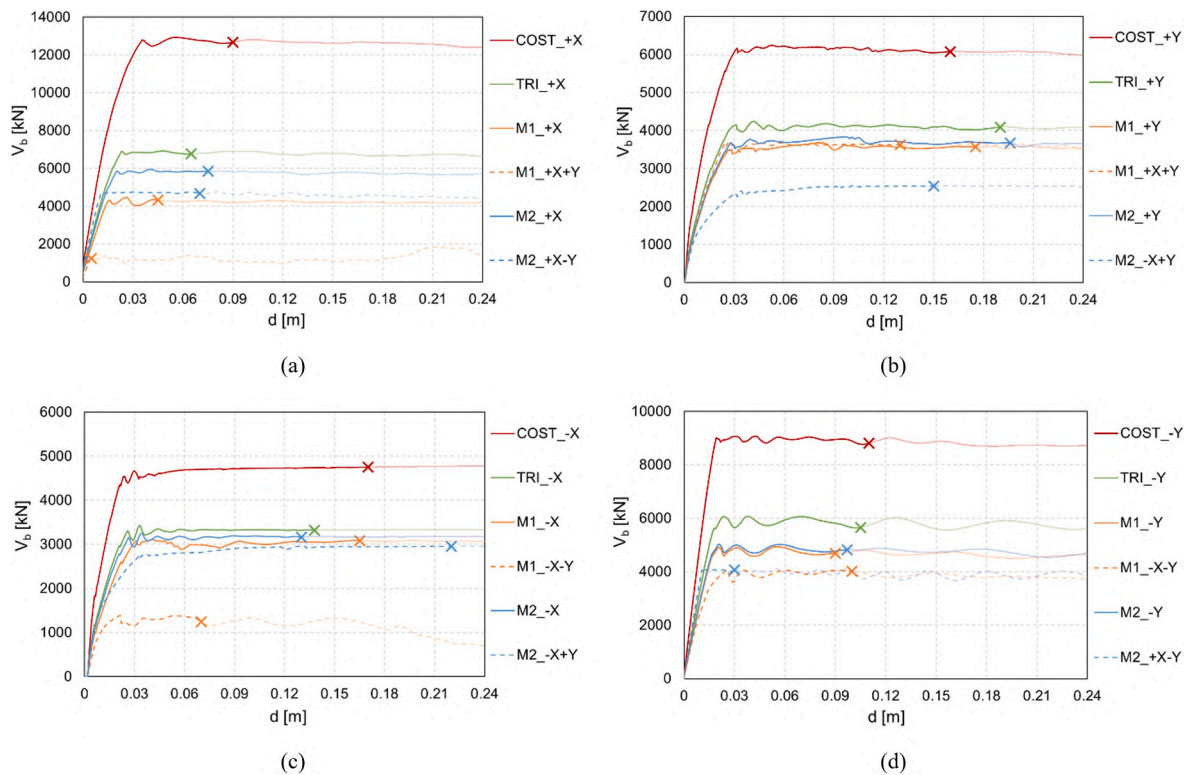 14000
12000
10000
8000
6000
4000
2000
0
V_b [kN]
0 0.03 0.06 0.09 0.12 0.15 0.18 0.21 0.24
d [m]
COST_+X
TRI_+X
M1_+X
M1_+X+Y
M2_+X
M2_+X-Y
(a)
7000
6000
5000
4000
3000
2000
1000
0
V_b [kN]
0 0.03 0.06 0.09 0.12 0.15 0.18 0.21 0.24
d [m]
COST_+Y
TRI_+Y
M1_+Y
M1_+X+Y
M2_+Y
M2_-X+Y
(b)
6000
5000
4000
3000
2000
1000
0
V_b [kN]
0 0.03 0.06 0.09 0.12 0.15 0.18 0.21 0.24
d [m]
COST_-X
TRI_-X
M1_-X
M1_-X-Y
M2_-X
M2_-X+Y
(c)
10000
8000
6000
4000
2000
0
V_b [kN]
0 0.03 0.06 0.09 0.12 0.15 0.18 0.21 0.24
d [m]
COST_-Y
TRI_-Y
M1_-Y
M1_-X-Y
M2_-Y
M2_+X-Y
(d)